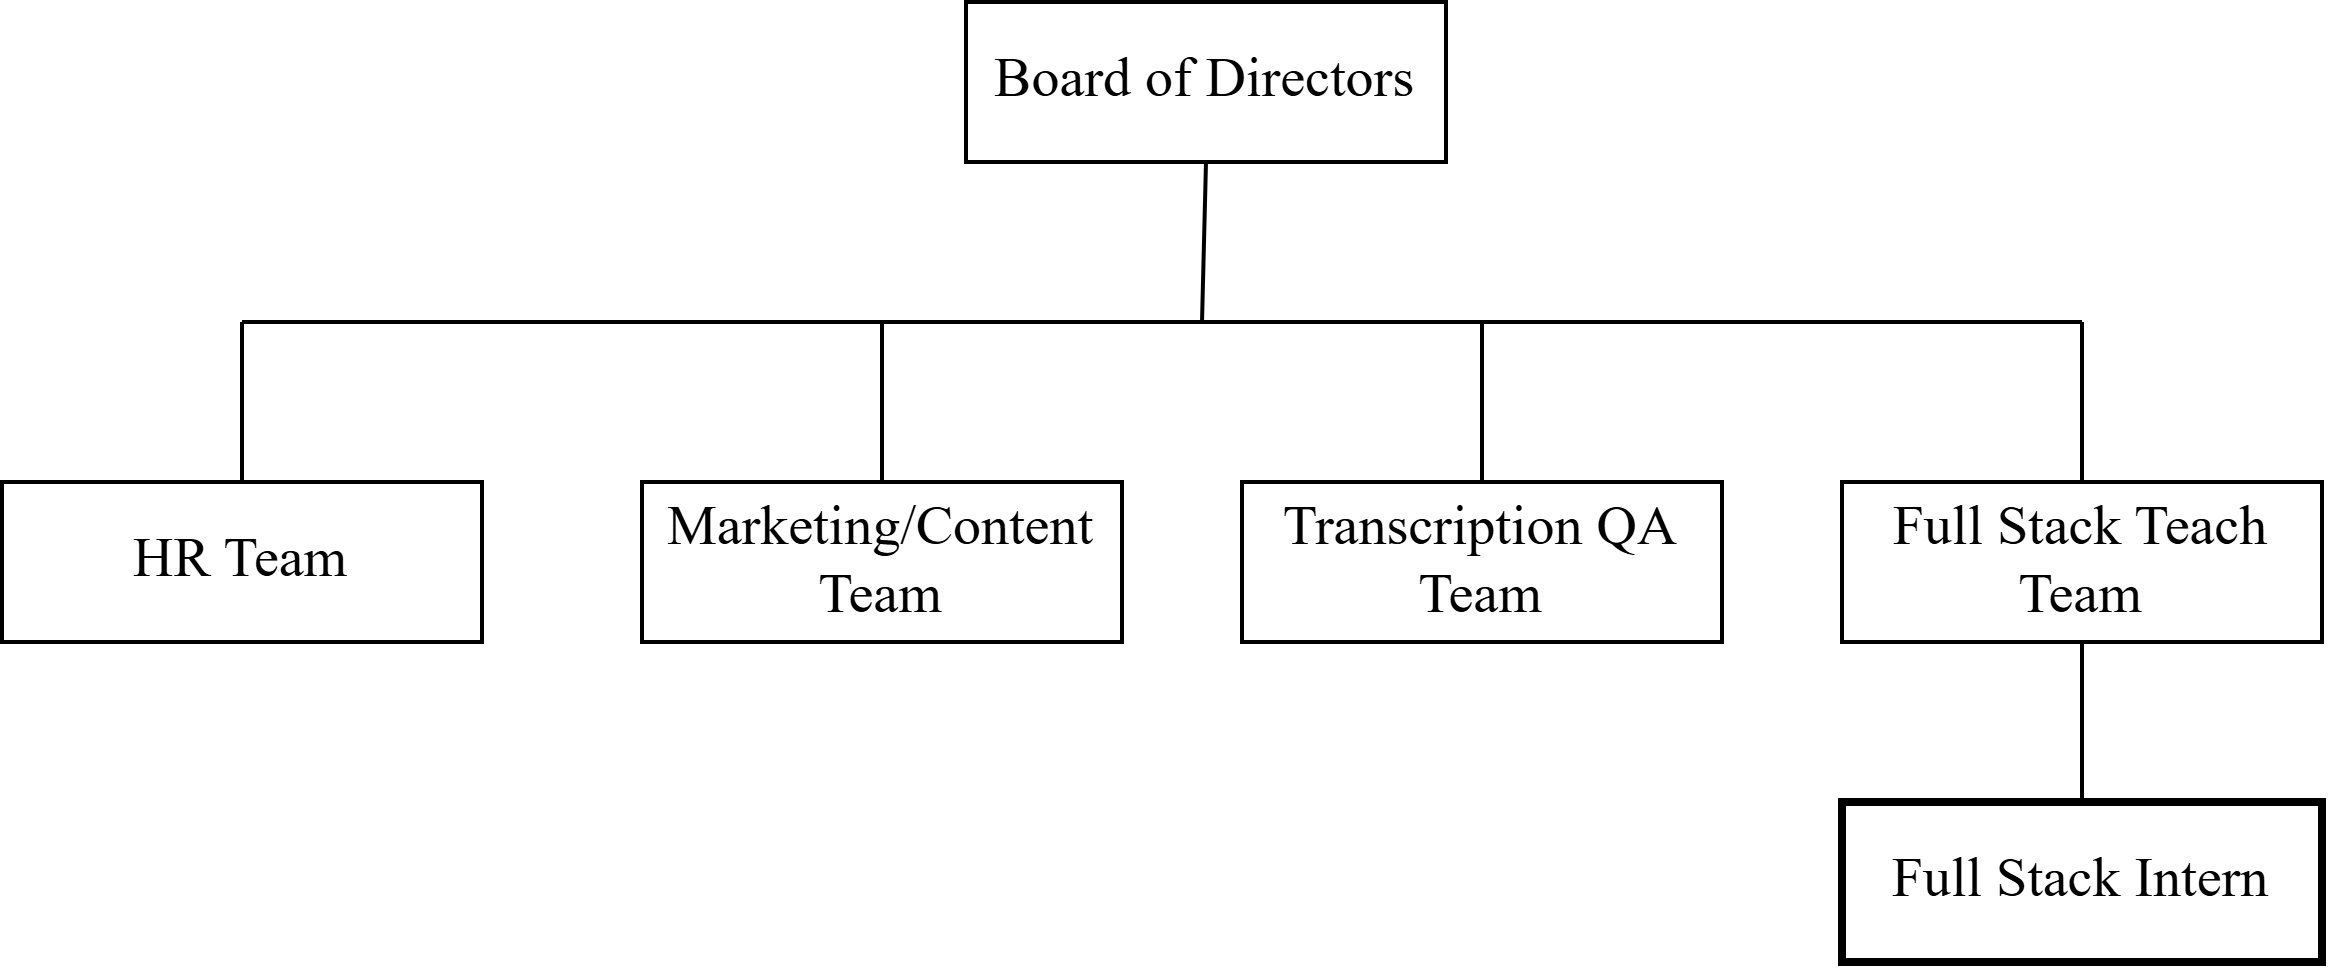 Board of Directors
HR Team
Marketing/Content
Team
Transcription QA
Team
Full Stack Teach
Team
Full Stack Intern